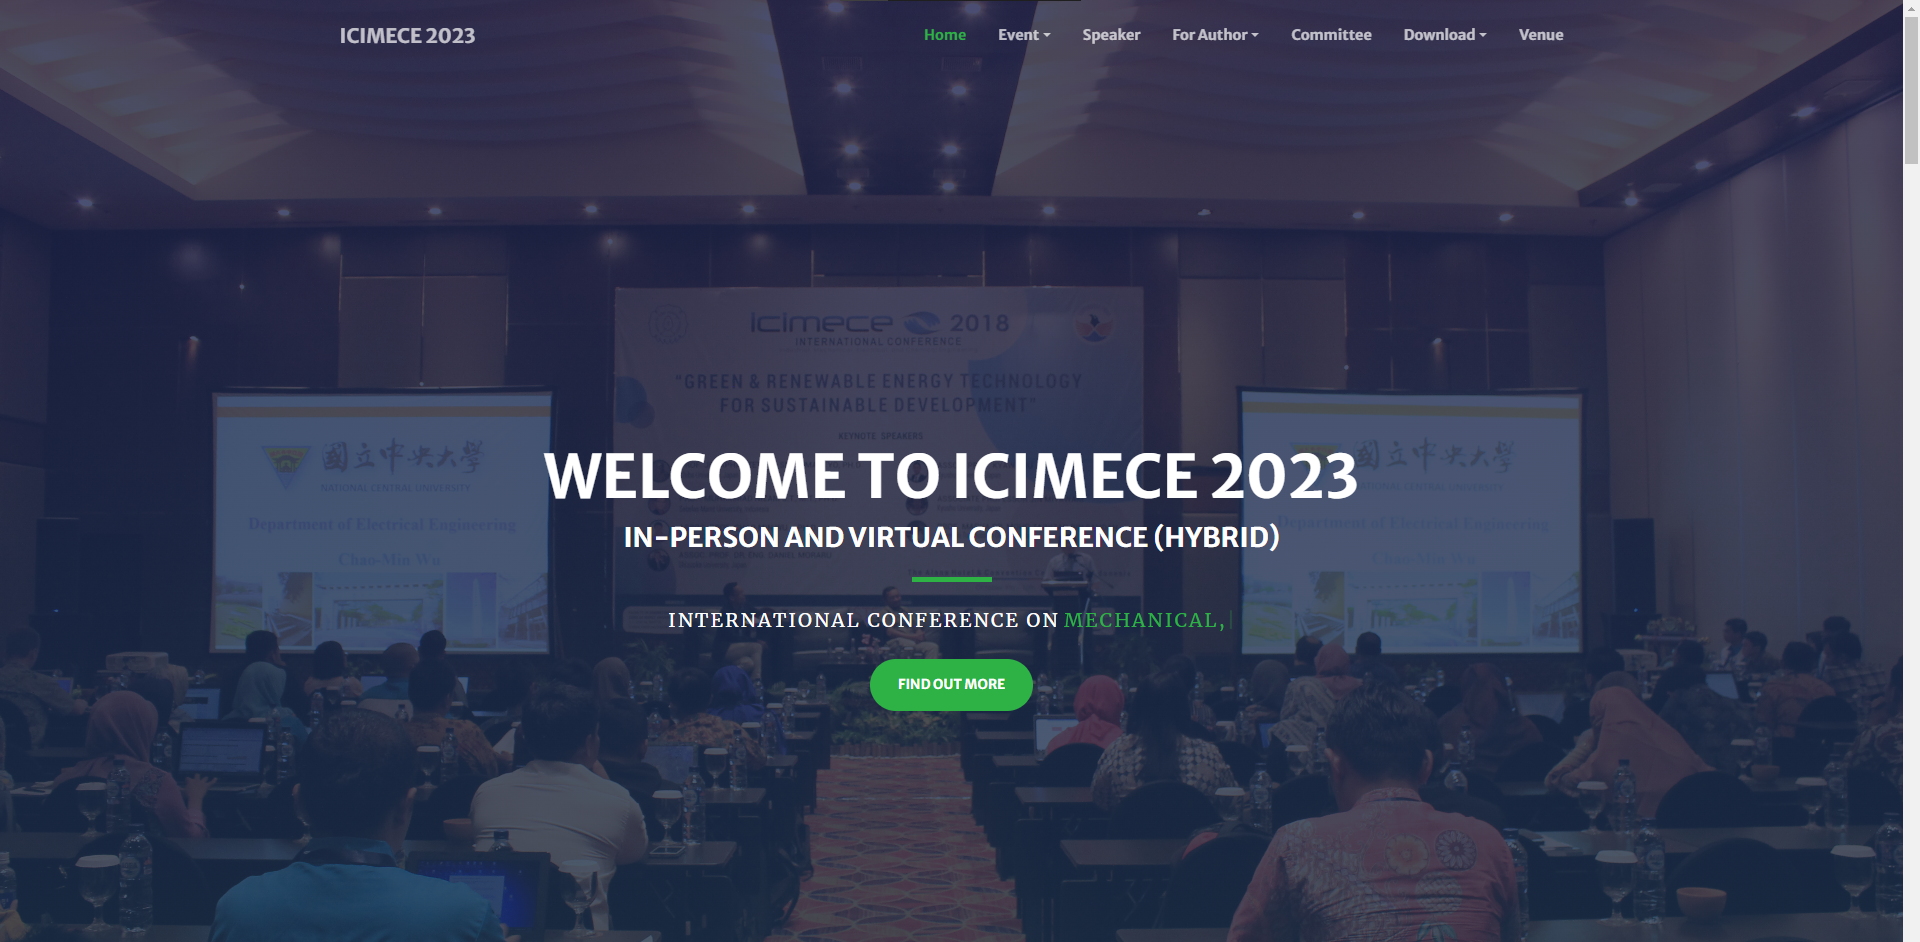 ICIMECE 2023
Home Event Speaker For Author Committee Download Venue
icimece 2018
INTERNATIONAL CONFERENCE
"GREEN & RENEWABLE ENERGY TECHNOLOGY
FOR SUSTAINABLE DEVELOPMENT"
KEYNOTE SPEAKERS
國立中央大學
NATIONAL CENTRAL UNIVERSITY
Department of Electrical Engineering
Chao-Min Wu
國立中央大學
NATIONAL CENTRAL UNIVERSITY
Department of Electrical Engineering
Chao-Min Wu
WELCOME TO ICIMECE 2023
IN-PERSON AND VIRTUAL CONFERENCE (HYBRID)
INTERNATIONAL CONFERENCE ON MECHANICAL,
FIND OUT MORE